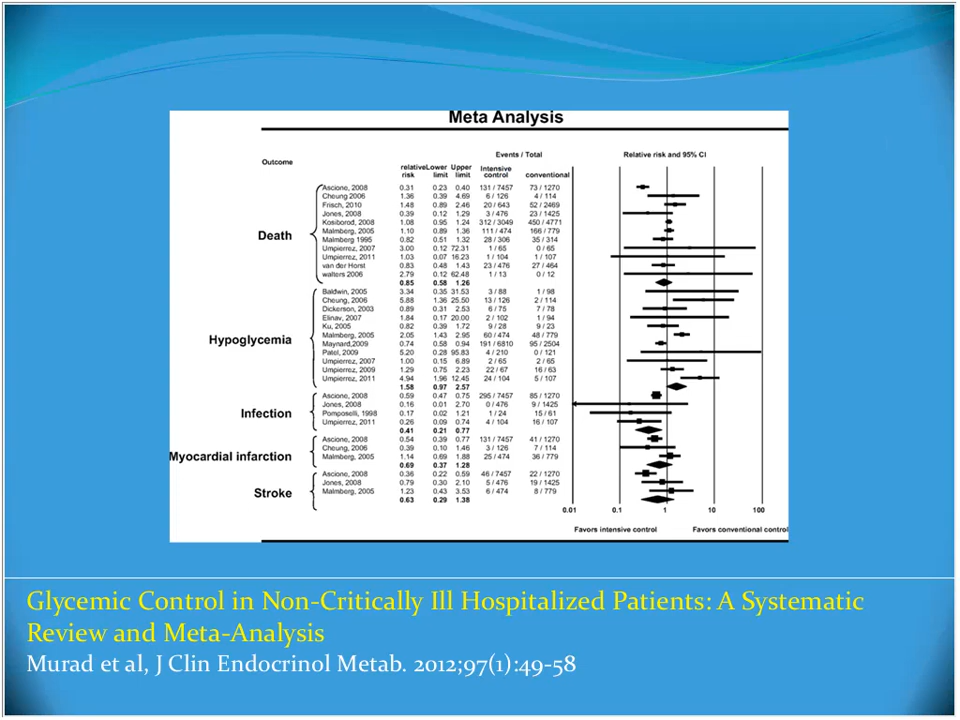 Meta Analysis
Events / Total Relative risk and 95% CI
Outcome relative risk Lower limit Upper limit Intensive control conventional
Death
Ascione, 2008 0.31 0.23 0.40 131 / 7457 73 / 1270
Cheung 2006 1.36 0.39 4.69 6 / 126 4 / 114
Frisch, 2010 1.48 0.89 2.46 20 / 643 52 / 2469
Jones, 2008 0.39 0.12 1.29 3 / 476 23 / 1425
Kosiborod, 2008 1.08 0.95 1.24 312 / 3049 450 / 4771
Malmberg, 2005 1.10 0.89 1.36 111 / 474 166 / 779
Malmberg 1995 0.82 0.51 1.32 28 / 306 35 / 314
Umpierrez, 2007 3.00 0.12 72.31 1 / 65 0 / 65
Umpierrez, 2011 1.03 0.07 16.23 1 / 104 1 / 107
van der Horst 0.83 0.48 1.43 23 / 476 27 / 464
walters 2006 2.79 0.12 62.48 1 / 13 0 / 12
0.85 0.58 1.26
Hypoglycemia
Baldwin, 2005 3.34 0.35 31.53 3 / 88 1 / 98
Cheung, 2006 5.88 1.36 25.50 13 / 126 2 / 114
Dickerson, 2003 0.89 0.31 2.53 6 / 75 7 / 78
Elinav, 2007 1.84 0.17 20.00 2 / 102 1 / 94
Ku, 2005 0.82 0.39 1.72 9 / 28 9 / 23
Malmberg, 2005 2.05 1.43 2.95 60 / 474 48 / 779
Maynard,2009 0.74 0.58 0.94 191 / 6810 95 / 2504
Patel, 2009 5.20 0.28 95.83 4 / 210 0 / 121
Umpierrez, 2007 1.00 0.15 6.89 2 / 65 2 / 65
Umpierrez, 2009 1.29 0.75 2.23 22 / 67 16 / 63
Umpierrez, 2011 4.94 1.96 12.45 24 / 104 5 / 107
1.58 0.97 2.57
Infection
Ascione, 2008 0.59 0.47 0.75 295 / 7457 85 / 1270
Jones, 2008 0.16 0.01 2.70 0 / 476 9 / 1425
Pomposelli, 1998 0.17 0.02 1.21 1 / 24 15 / 61
Umpierrez, 2011 0.26 0.09 0.74 4 / 104 16 / 107
0.41 0.21 0.77
Myocardial infarction
Ascione, 2008 0.54 0.39 0.77 131 / 7457 41 / 1270
Cheung, 2006 0.39 0.10 1.46 3 / 126 7 / 114
Malmberg, 2005 1.14 0.69 1.88 25 / 474 36 / 779
0.69 0.37 1.28
Stroke
Ascione, 2008 0.36 0.22 0.59 46 / 7457 22 / 1270
Jones, 2008 0.79 0.30 2.10 5 / 476 19 / 1425
Malmberg, 2005 1.23 0.43 3.53 6 / 474 8 / 779
0.63 0.29 1.38
0.01 0.1 1 10 100
Favors intensive control Favors conventional control
Glycemic Control in Non-Critically Ill Hospitalized Patients: A Systematic
Review and Meta-Analysis
Murad et al, J Clin Endocrinol Metab. 2012;97(1):49-58